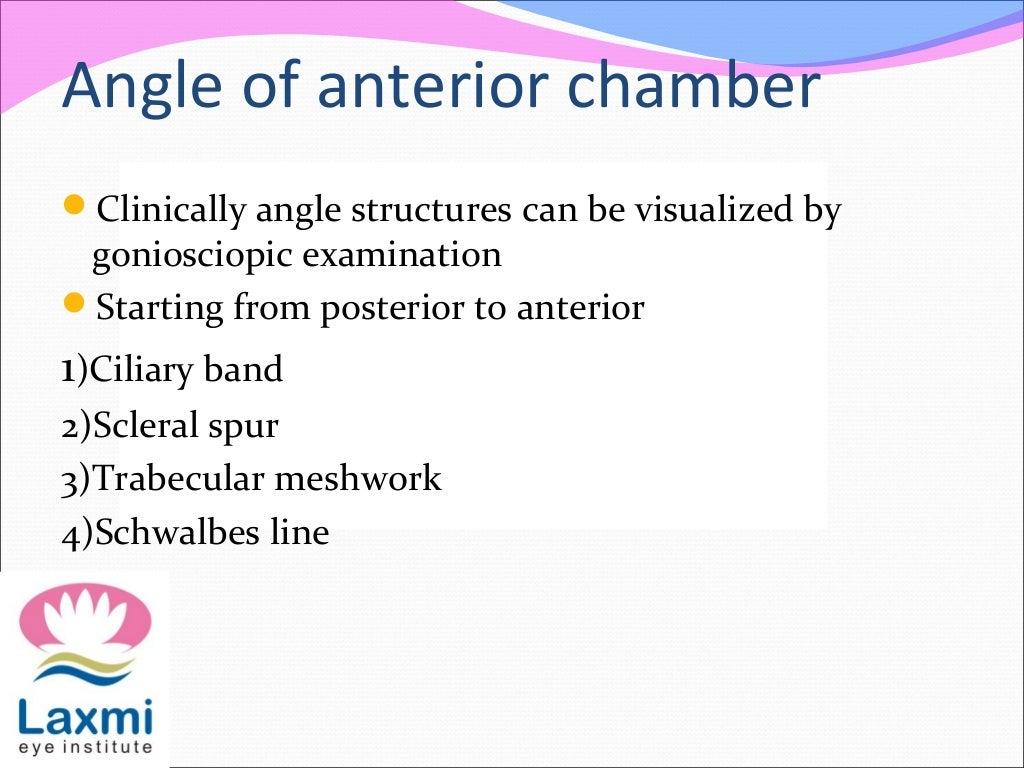 Angle of anterior chamber
Clinically angle structures can be visualized by
goniosciopic examination
Starting from posterior to anterior
1)Ciliary band
2)Scleral spur
3)Trabecular meshwork
4)Schwalbes line
Laxmi
eye institute